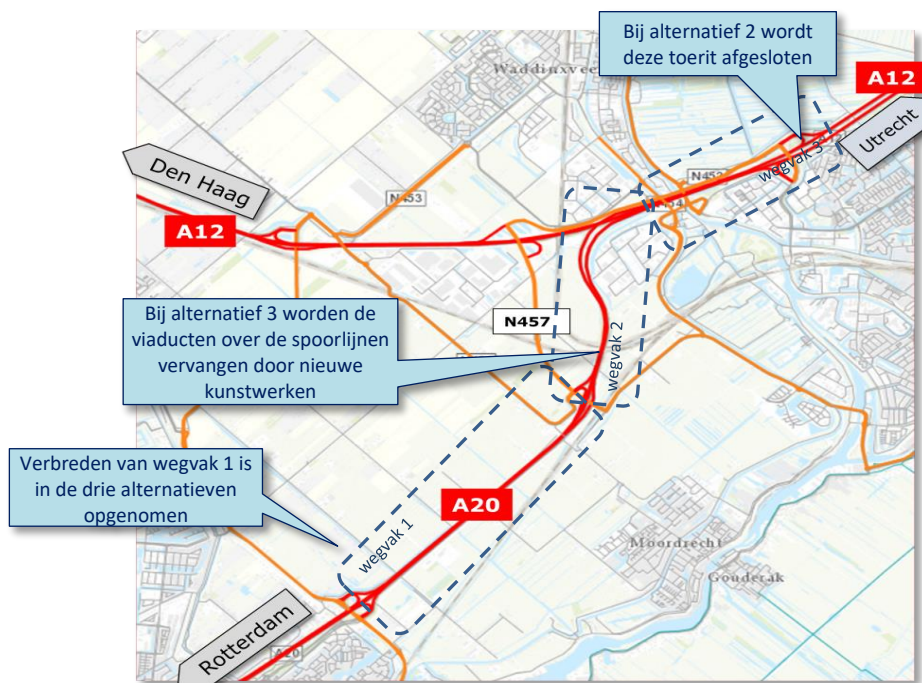 Bij alternatief 2 wordt
deze toerit afgesloten
Waddinxvee
A12
Utrecht
wegvak 3
Den Haag
N453
N452
A12
Bij alternatief 3 worden de
viaducten over de spoorlijnen
vervangen door nieuwe
kunstwerken
N457
wegvak 2
Verbreden van wegvak 1 is
in de drie alternatieven
opgenomen
A20
wegvak 1
Moordrecht
Gouderak
Rotterdam
A20